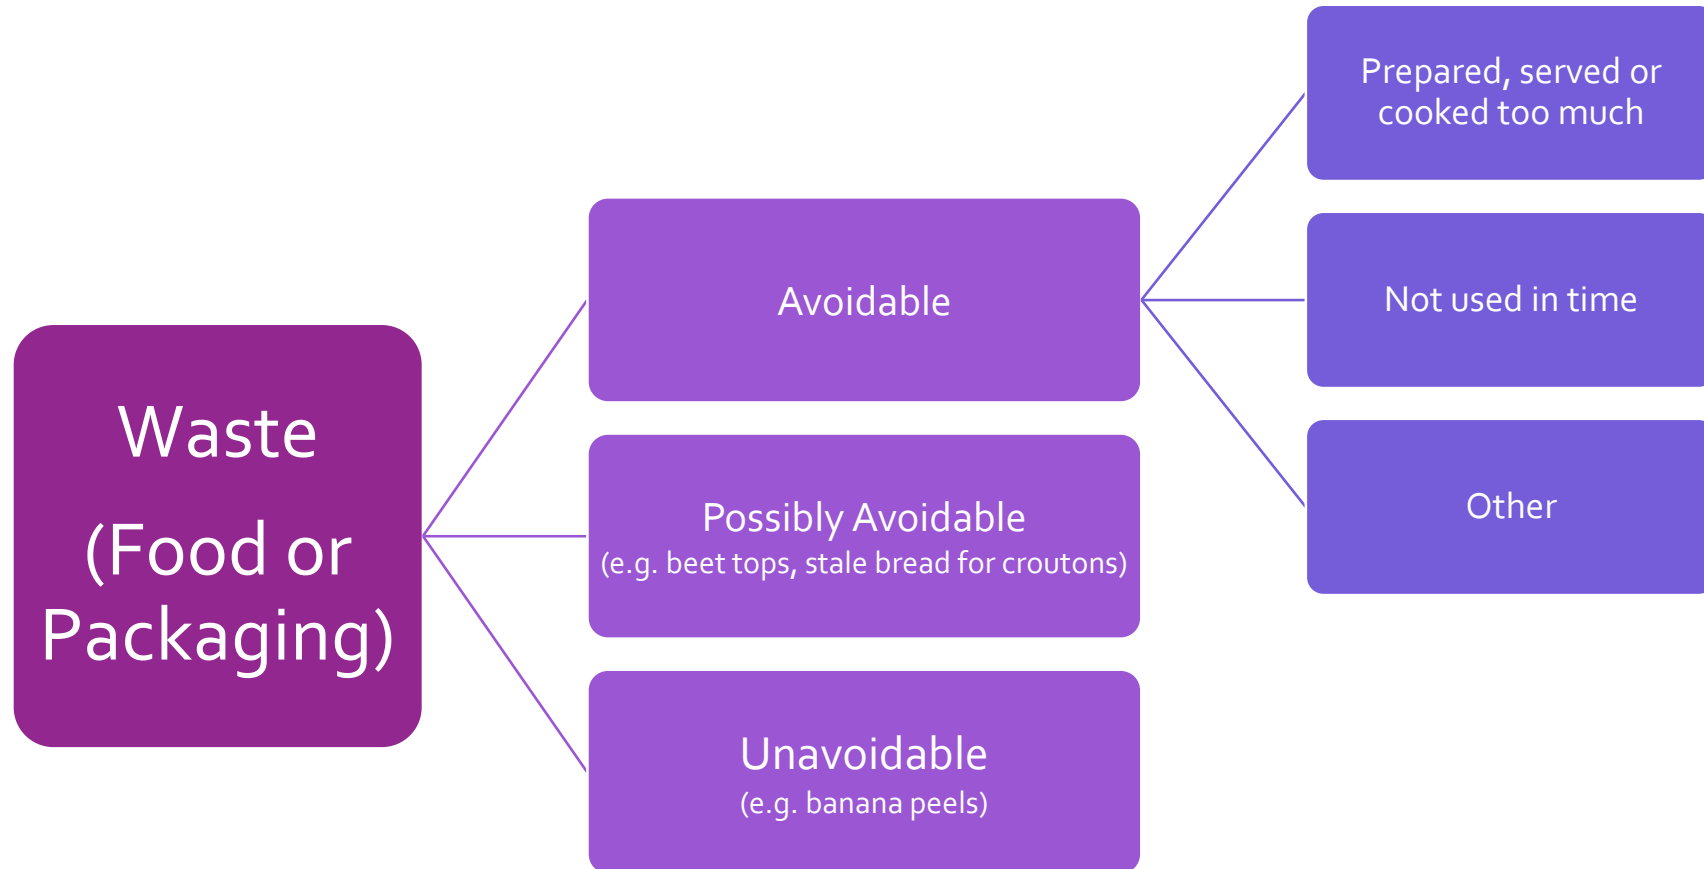 Waste
(Food or
Packaging)
Avoidable
Possibly Avoidable
(e.g. beet tops, stale bread for croutons)
Unavoidable
(e.g. banana peels)
Prepared, served or
cooked too much
Not used in time
Other